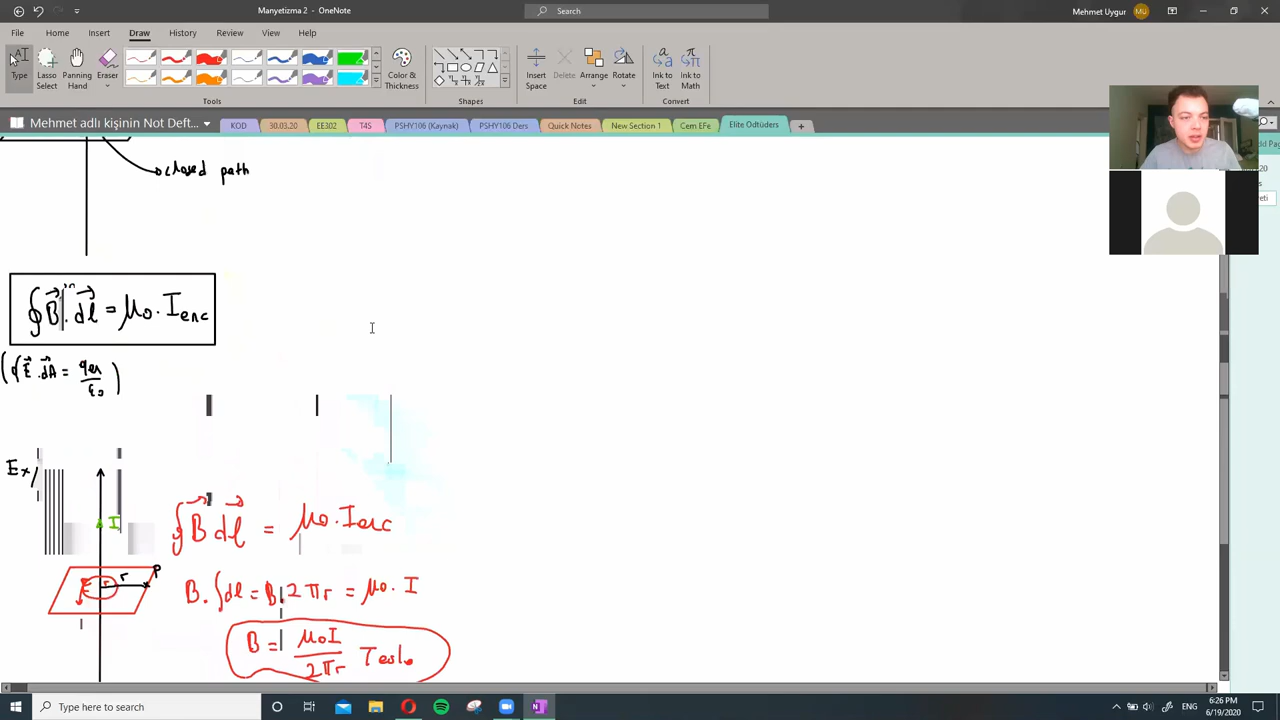 Manyetizma 2 - OneNote
Search
Mehmet Uygur MU
File Home Insert Draw History Review View Help
Type
Lasso Select
Panning Hand
Eraser
Color & Thickness
Insert Space
Delete
Arrange
Rotate
Ink to Text
Ink to Math
Tools Shapes Edit Convert
Mehmet adlı kişinin Not Deft...
KOD 30.03.20 EE302 T4S PSHY106 (Kaynak) PSHY106 Ders Quick Notes New Section 1 Cem EFe Elite Odtüders +
dd Page
closed path
∮B⃗.dl⃗ = μo. Ienc
(∮E⃗.dA⃗ = qen/ε0)
Ex/
I
∮B⃗ dl⃗ = μo. Ienc
r P
B. ∫dl = B. 2πr = μo. I
B = μoI/2πr Tesla
Type here to search
ENG
6:26 PM
6/19/2020